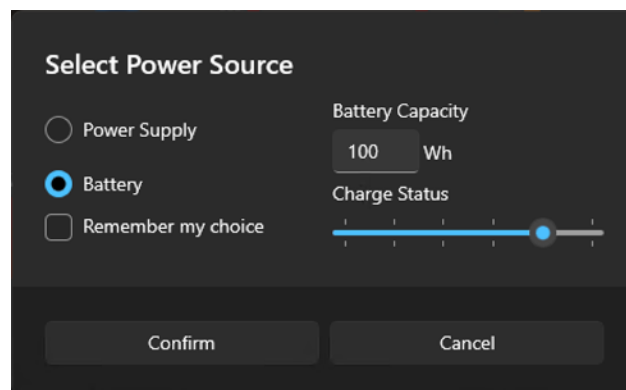 Select Power Source
Power Supply
Battery
Remember my choice
Battery Capacity
100 Wh
Charge Status
Confirm
Cancel